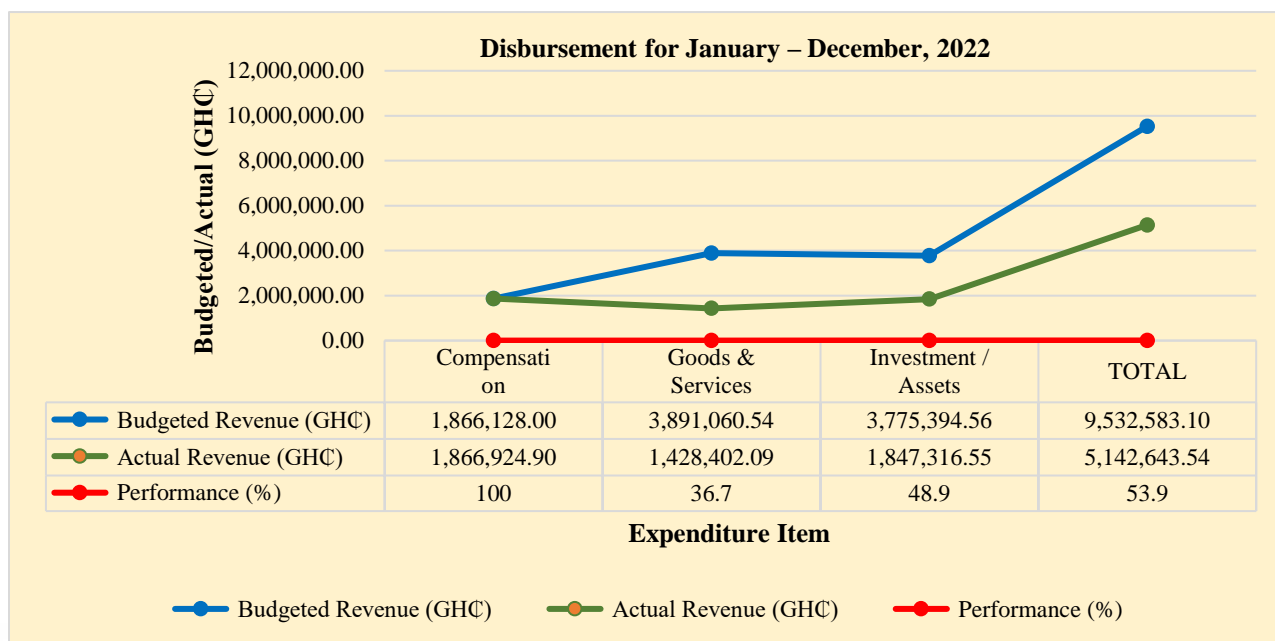 Disbursement for January – December, 2022
Budgeted/Actual (GH₵)
12,000,000.00
10,000,000.00
8,000,000.00
6,000,000.00
4,000,000.00
2,000,000.00
0.00
Compensati
on
Goods &
Services
Investment /
Assets
TOTAL
Budgeted Revenue (GH₵) 1,866,128.00 3,891,060.54 3,775,394.56 9,532,583.10
Actual Revenue (GH₵) 1,866,924.90 1,428,402.09 1,847,316.55 5,142,643.54
Performance (%) 100 36.7 48.9 53.9
Expenditure Item
Budgeted Revenue (GH₵) Actual Revenue (GH₵) Performance (%)